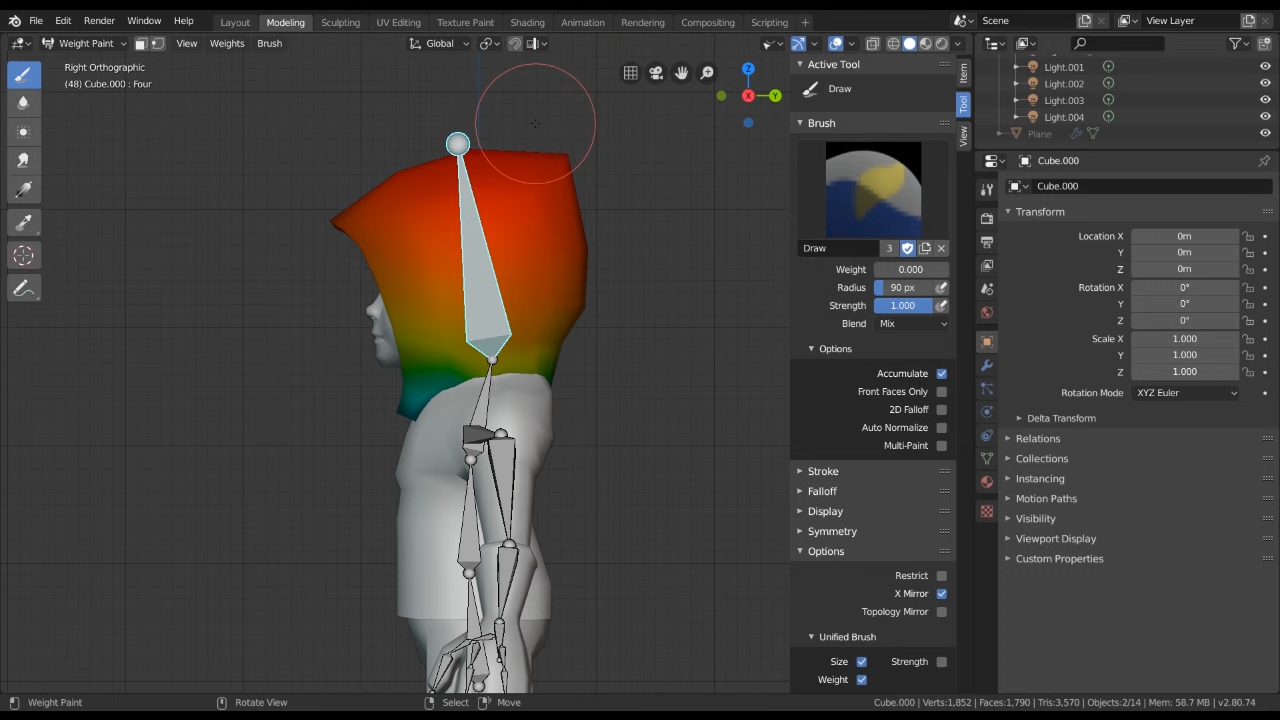 File Edit Render Window Help Layout Modeling Sculpting UV Editing Texture Paint Shading Animation Rendering Compositing Scripting + Scene View Layer
Weight Paint View Weights Brush Global
Right Orthographic
(48) Cube.000 : Four
Z
X
Y
Item
Tool
View
Active Tool
Draw
Brush
Draw 3
Weight 0.000
Radius 90 px
Strength 1.000
Blend Mix
Options
Accumulate
Front Faces Only
2D Falloff
Auto Normalize
Multi-Paint
Stroke
Falloff
Display
Symmetry
Options
Restrict
X Mirror
Topology Mirror
Unified Brush
Size Strength
Weight
Light.001
Light.002
Light.003
Light.004
Plane
Cube.000
Cube.000
Transform
Location X 0m
Y 0m
Z 0m
Rotation X 0°
Y 0°
Z 0°
Scale X 1.000
Y 1.000
Z 1.000
Rotation Mode XYZ Euler
Delta Transform
Relations
Collections
Instancing
Motion Paths
Visibility
Viewport Display
Custom Properties
Weight Paint Rotate View Select Move Cube.000 | Verts:1,852 | Faces:1,790 | Tris:3,570 | Objects:2/14 | Mem: 58.7 MB | v2.80.74